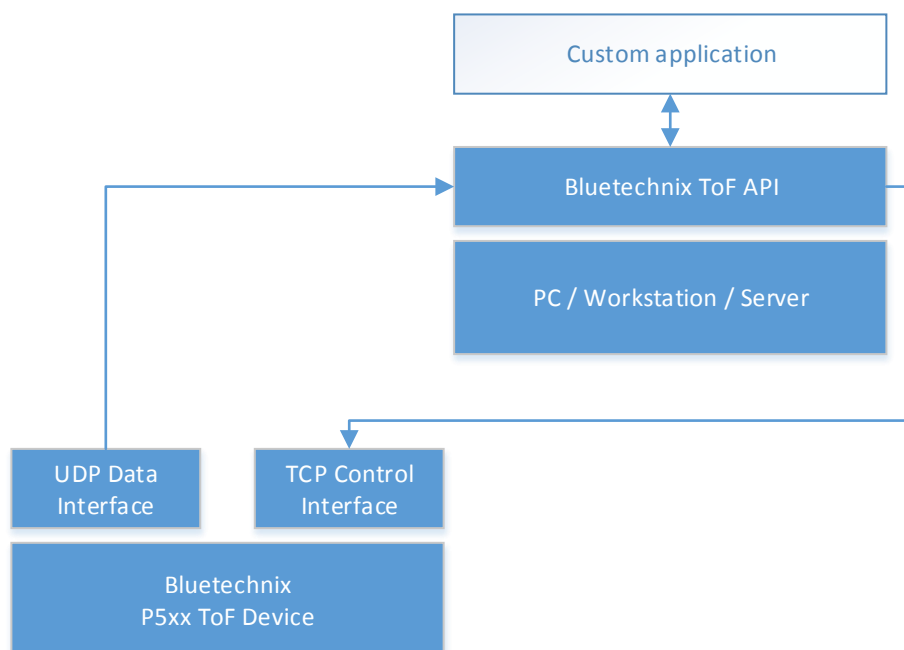 Custom application
Bluetechnix ToF API
PC / Workstation / Server
UDP Data
Interface
TCP Control
Interface
Bluetechnix
P5xx ToF Device